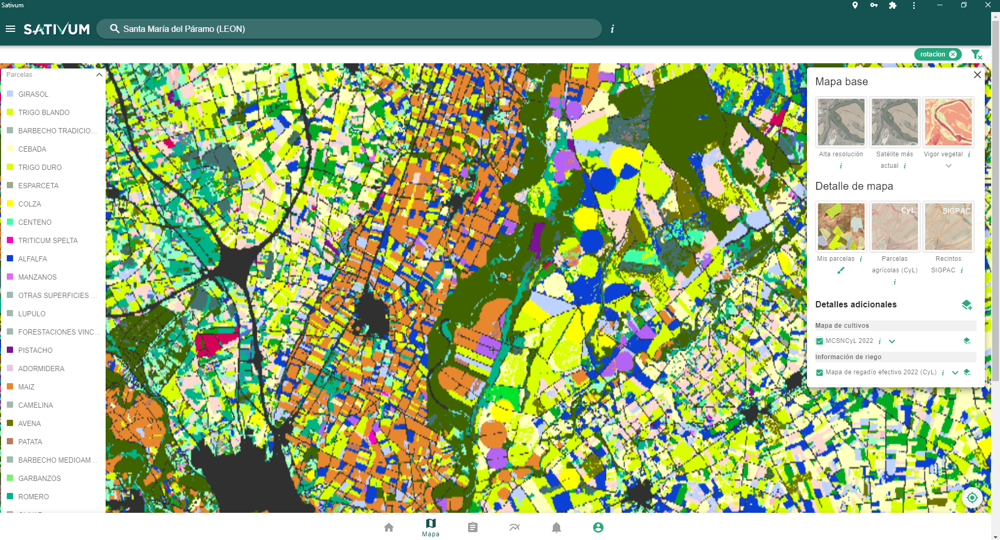 Sativum
SATIVUM
Santa María del Páramo (LEON)
i
rotacion
Parcelas
GIRASOL
TRIGO BLANDO
BARBECHO TRADICIO...
CEBADA
TRIGO DURO
ESPARCETA
COLZA
CENTENO
TRITICUM SPELTA
ALFALFA
MANZANOS
OTRAS SUPERFICIES ...
LUPULO
FORESTACIONES VINC...
PISTACHO
ADORMIDERA
MAIZ
CAMELINA
AVENA
PATATA
BARBECHO MEDIOAM...
GARBANZOS
ROMERO
Mapa base
Alta resolución
i
Satélite más
actual i
Vigor vegetal i
Detalle de mapa
CyL
SIGPAC
Mis parcelas i
Parcelas
agrícolas (CyL)
i
Recintos
SIGPAC i
Detalles adicionales
Mapa de cultivos
MCSNCyL 2022 i
Información de riego
Mapa de regadío efectivo 2022 (CyL) i
Mapa